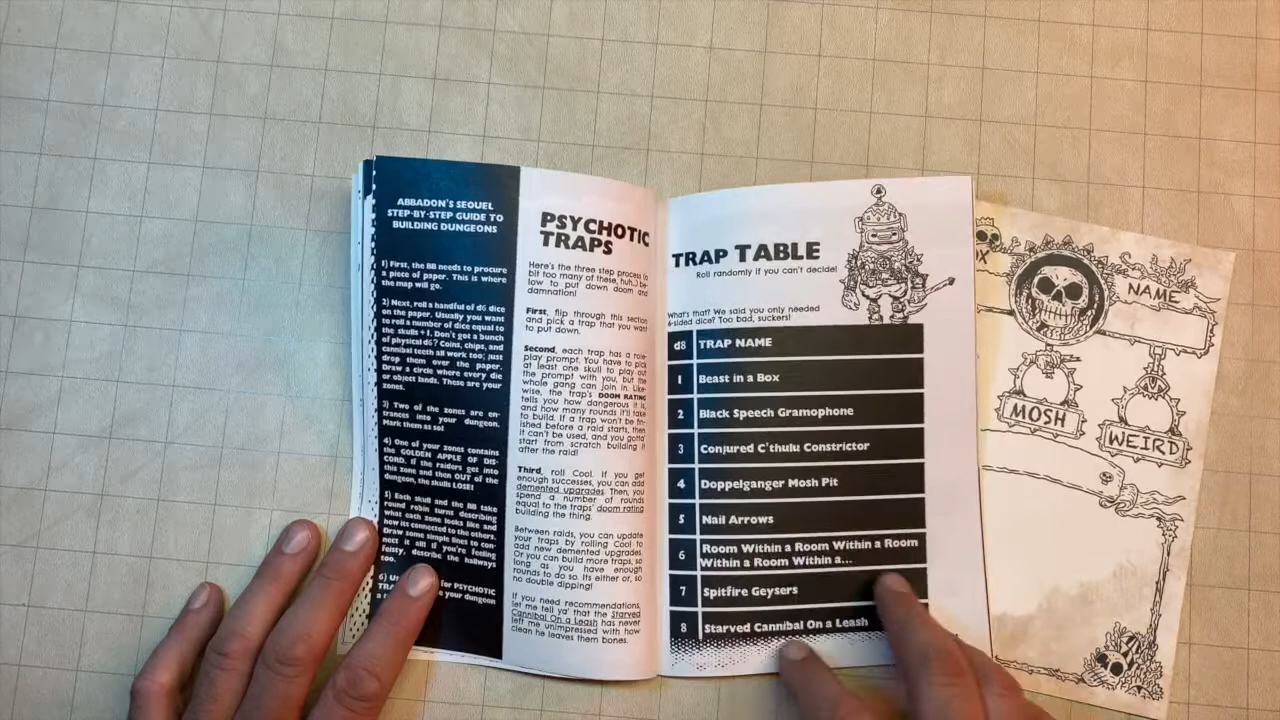 ABBADON'S SEQUEL
STEP-BY-STEP GUIDE TO
BUILDING DUNGEONS
1) First, the BB needs to procure
a piece of paper. This is where
the map will go.
2) Next, roll a handful of d6 dice
on the paper. Usually you want
to roll a number of dice equal to
the skulls + 1. Don't got a bunch
of physical d6? Coins, chips, and
cannibal teeth all work too; just
drop them over the paper.
Draw a circle where every die
or object lands. These are your
zones.
3) Two of the zones are en-
trances into your dungeon.
Mark them as so!
4) One of your zones contains
the GOLDEN APPLE OF DIS-
CORD. If the raiders get into
this zone and then OUT of the
dungeon, the skulls LOSE!
5) Each skull and the BB take
round robin turns describing
what each zone looks like and
how its connected to the others.
Draw some simple lines to con-
nect it all! If you're feeling
feisty, describe the hallways
too.
6) for PSYCHOTIC
your dungeon
PSYCHOTIC
TRAPS
Here's the three step process (a
bit too many of these, huh..) be-
low to put down doom and
damnation!
First, flip through this section
and pick a trap that you want
to put down.
Second, each trap has a role-
play prompt. You have to pick
at least one skull to play out
the prompt with you, but the
whole gang can join in. Like-
wise, the trap's DOOM RATING
tells you how dangerous it is,
and how many rounds it'll take
to build. If a trap won't be fin-
ished before a raid starts, then
it can't be used, and you gotta
start from scratch building it
after the raid!
Third, roll Cool. If you get
enough successes, you can add
demented upgrades. Then, you
spend a number of rounds
equal to the traps' doom rating
building the thing.
Between raids, you can update
your traps by rolling Cool to
add new demented upgrades.
Or you can build more traps, so
long as you have enough
rounds to do so. Its either or, so
no double dipping!
If you need recommendations,
let me tell ya' that the Starved
Cannibal On a Leash has never
left me unimpressed with how
clean he leaves them bones.
TRAP TABLE
Roll randomly if you can't decide!
What's that? We said you only needed
6-sided dice? Too bad, suckers!
d8 TRAP NAME
1 Beast in a Box
2 Black Speech Gramophone
3 Conjured C'thulu Constrictor
4 Doppelganger Mosh Pit
5 Nail Arrows
6 Room Within a Room Within a Room
Within a Room Within a...
7 Spitfire Geysers
8 Starved Cannibal On a Leash
NAME
MOSH
WEIRD